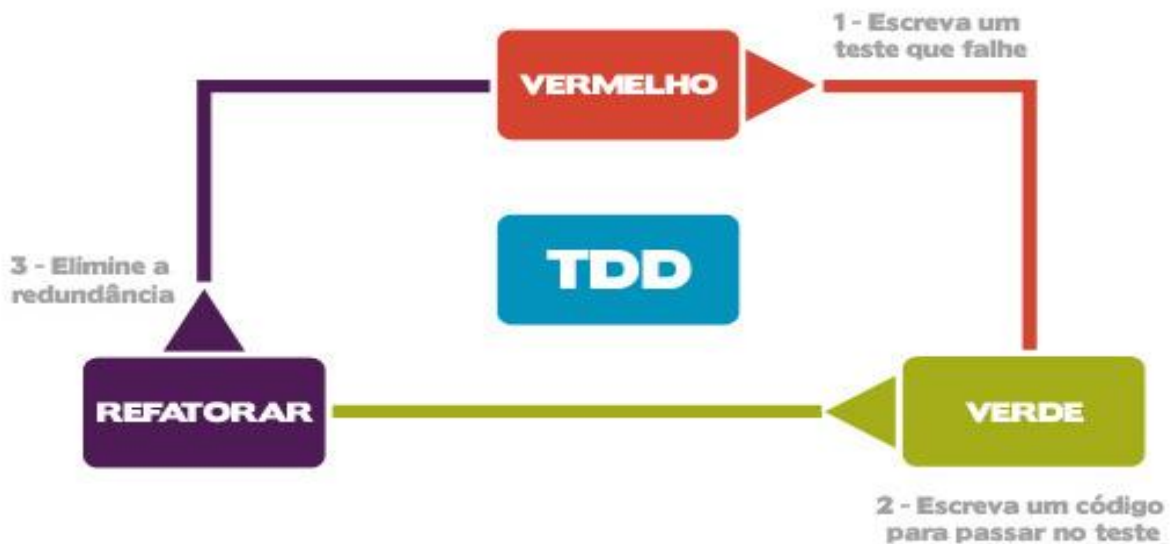 1 - Escreva um
teste que falhe
VERMELHO
TDD
3 - Elimine a
redundância
REFATORAR
VERDE
2 - Escreva um código
para passar no teste